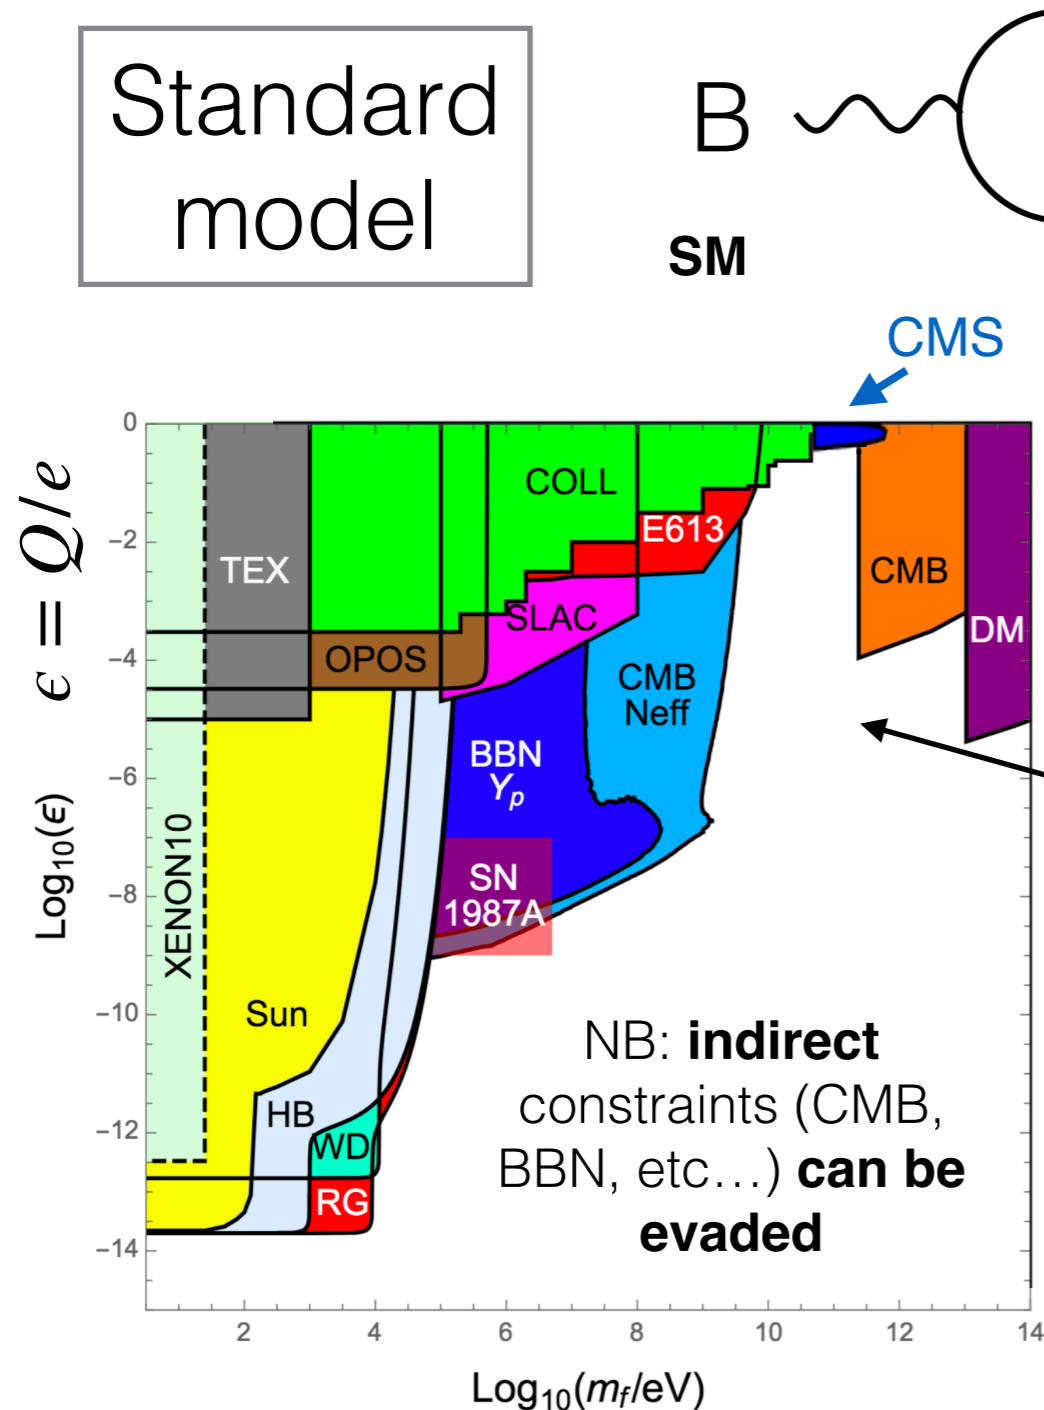 Standard
model
B
SM
CMS
ϵ = Q/e
Log₁₀(ϵ)
0
−2
−4
−6
−8
−10
−12
−14
COLL
E613
TEX
CMB
SLAC
DM
OPOS
CMB
Neff
BBN
Yₚ
XENON10
SN
1987A
Sun
HB
WD
RG
NB: indirect
constraints (CMB,
BBN, etc…) can be
evaded
2 4 6 8 10 12 14
Log₁₀(m_f/eV)